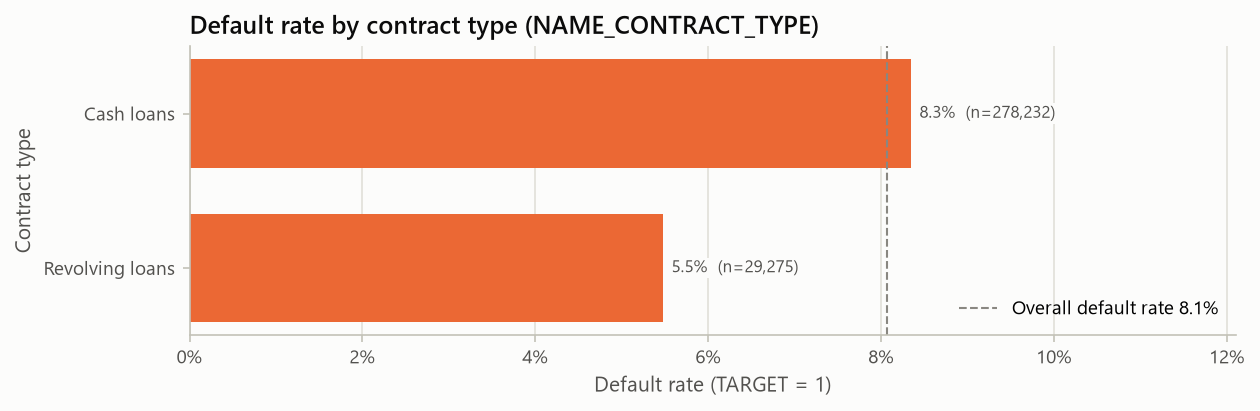 Default rate by contract type (NAME_CONTRACT_TYPE)
Contract type
Cash loans
8.3%  (n=278,232)
Revolving loans
5.5%  (n=29,275)
Overall default rate 8.1%
0% 2% 4% 6% 8% 10% 12%
Default rate (TARGET = 1)